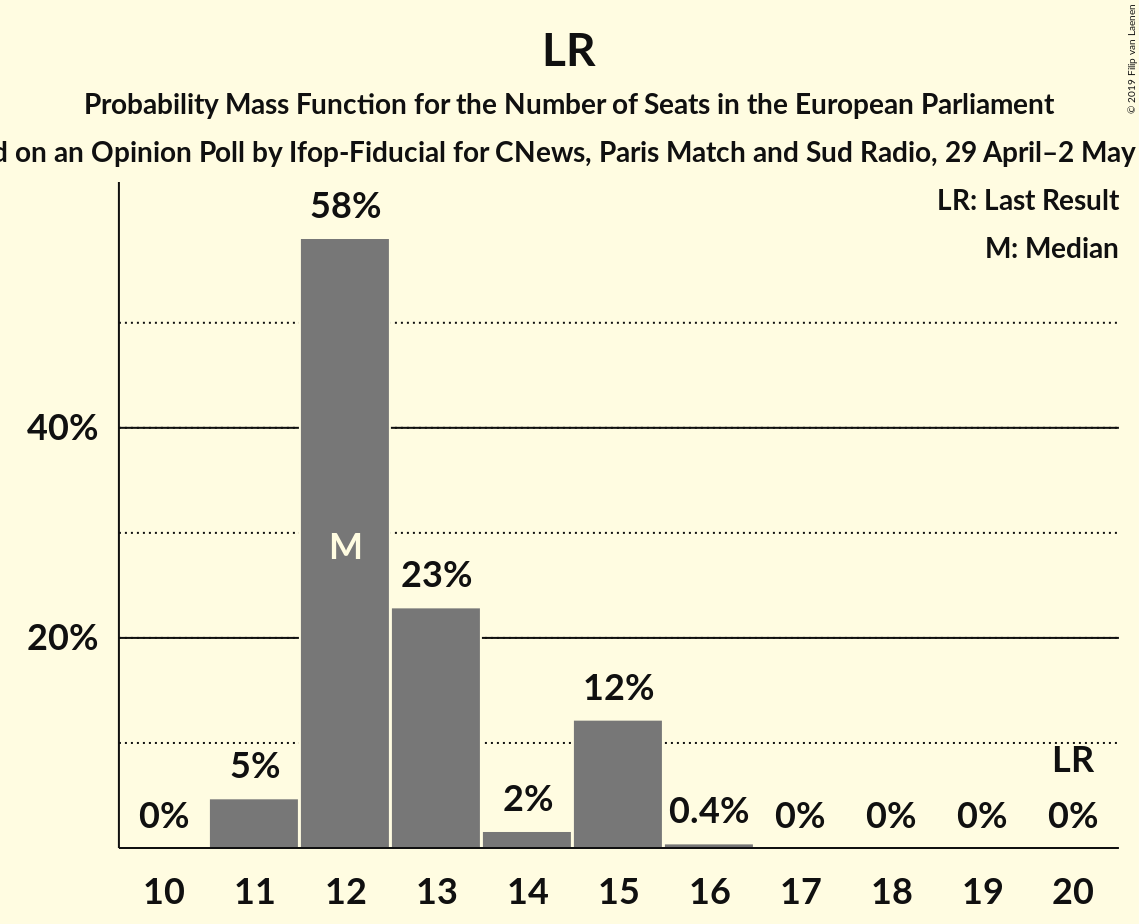 LR
Probability Mass Function for the Number of Seats in the European Parliament
on an Opinion Poll by Ifop-Fiducial for CNews, Paris Match and Sud Radio, 29 April–2 May
© 2019 Filip van Laenen
LR: Last Result
M: Median
58%
40%
M
23%
20%
12%
5%
LR
0%
2%
0.4%
0%
0%
0%
0%
10 11 12 13 14 15 16 17 18 19 20